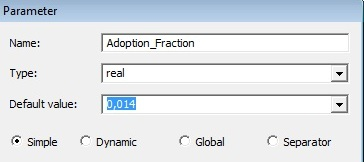 Parameter
Name: Adoption_Fraction
Type: real
Default value: 0,014
Simple Dynamic Global Separator